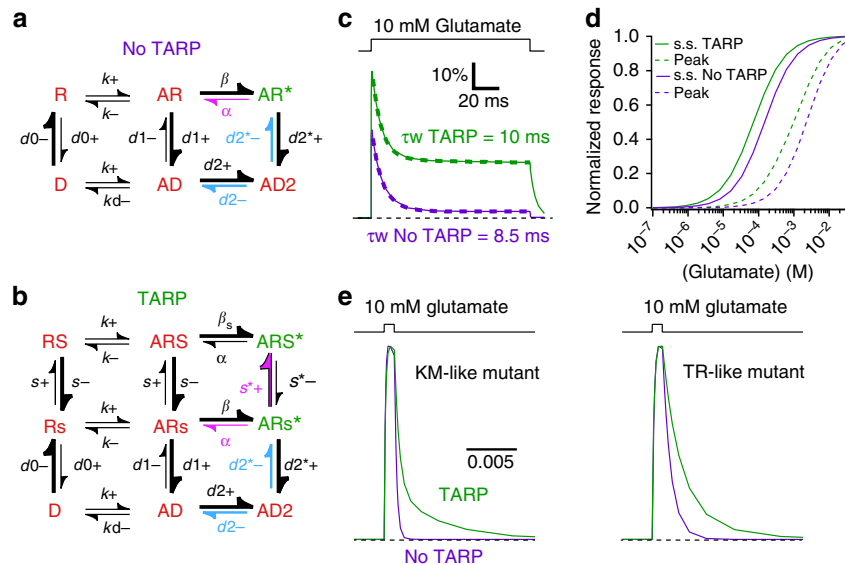 a
No TARP
k+
β
R
AR
AR*
k–
α
d0–
d0+
d1–
d1+
d2*–
d2*+
k+
d2+
D
AD
AD2
kd–
d2–
b
TARP
k+
βs
RS
ARS
ARS*
k–
α
s+
s–
s+
s–
s*+
s*–
k+
β
Rs
ARs
ARs*
k–
α
d0–
d0+
d1–
d1+
d2*–
d2*+
k+
d2+
D
AD
AD2
kd–
d2–
c
10 mM Glutamate
10%
20 ms
τw TARP = 10 ms
τw No TARP = 8.5 ms
d
Normalized response
1.0
0.8
0.6
0.4
0.2
0.0
s.s. TARP
Peak
s.s. No TARP
Peak
10−7
10−6
10−5
10−4
10−3
10−2
(Glutamate) (M)
e
10 mM glutamate
KM-like mutant
0.005
TARP
No TARP
10 mM glutamate
TR-like mutant